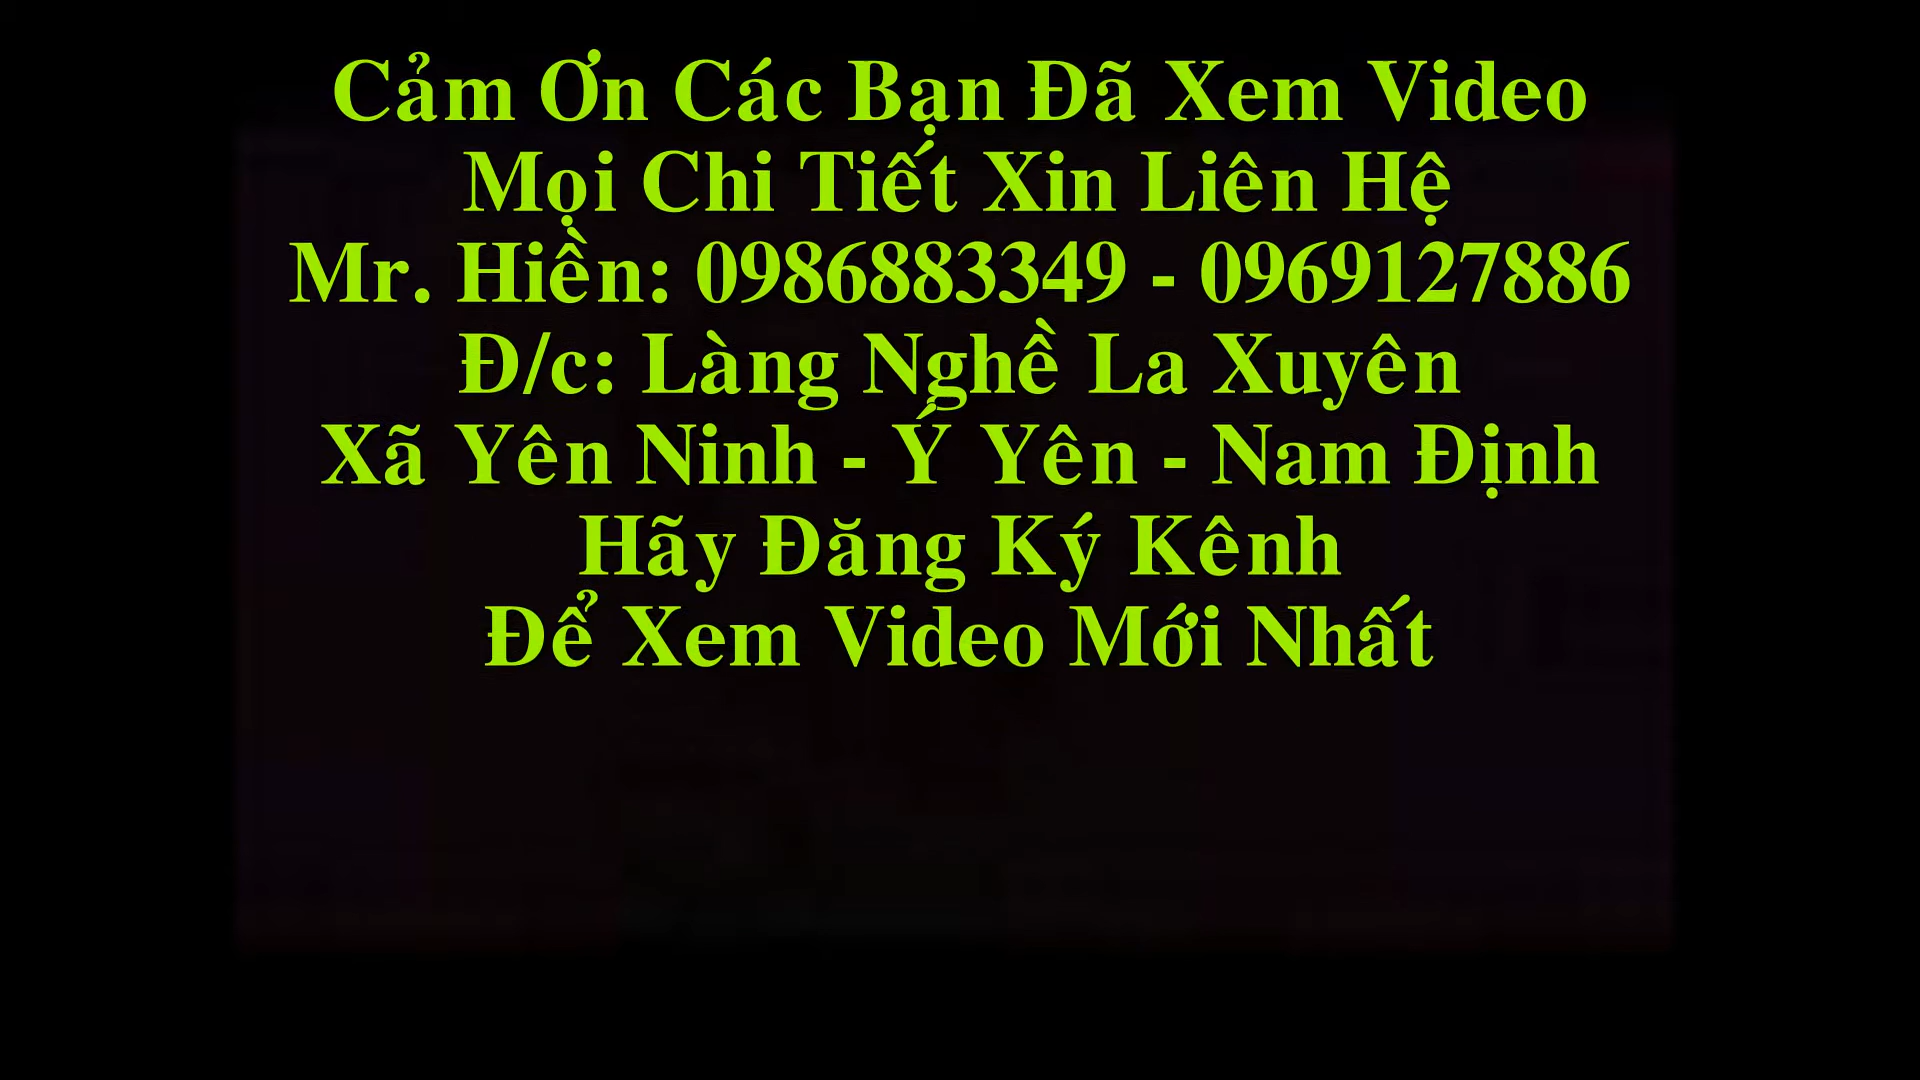 Cảm Ơn Các Bạn Đã Xem Video
Mọi Chi Tiết Xin Liên Hệ
Mr. Hiền: 0986883349 - 0969127886
Đ/c: Làng Nghề La Xuyên
Xã Yên Ninh - Ý Yên - Nam Định
Hãy Đăng Ký Kênh
Để Xem Video Mới Nhất